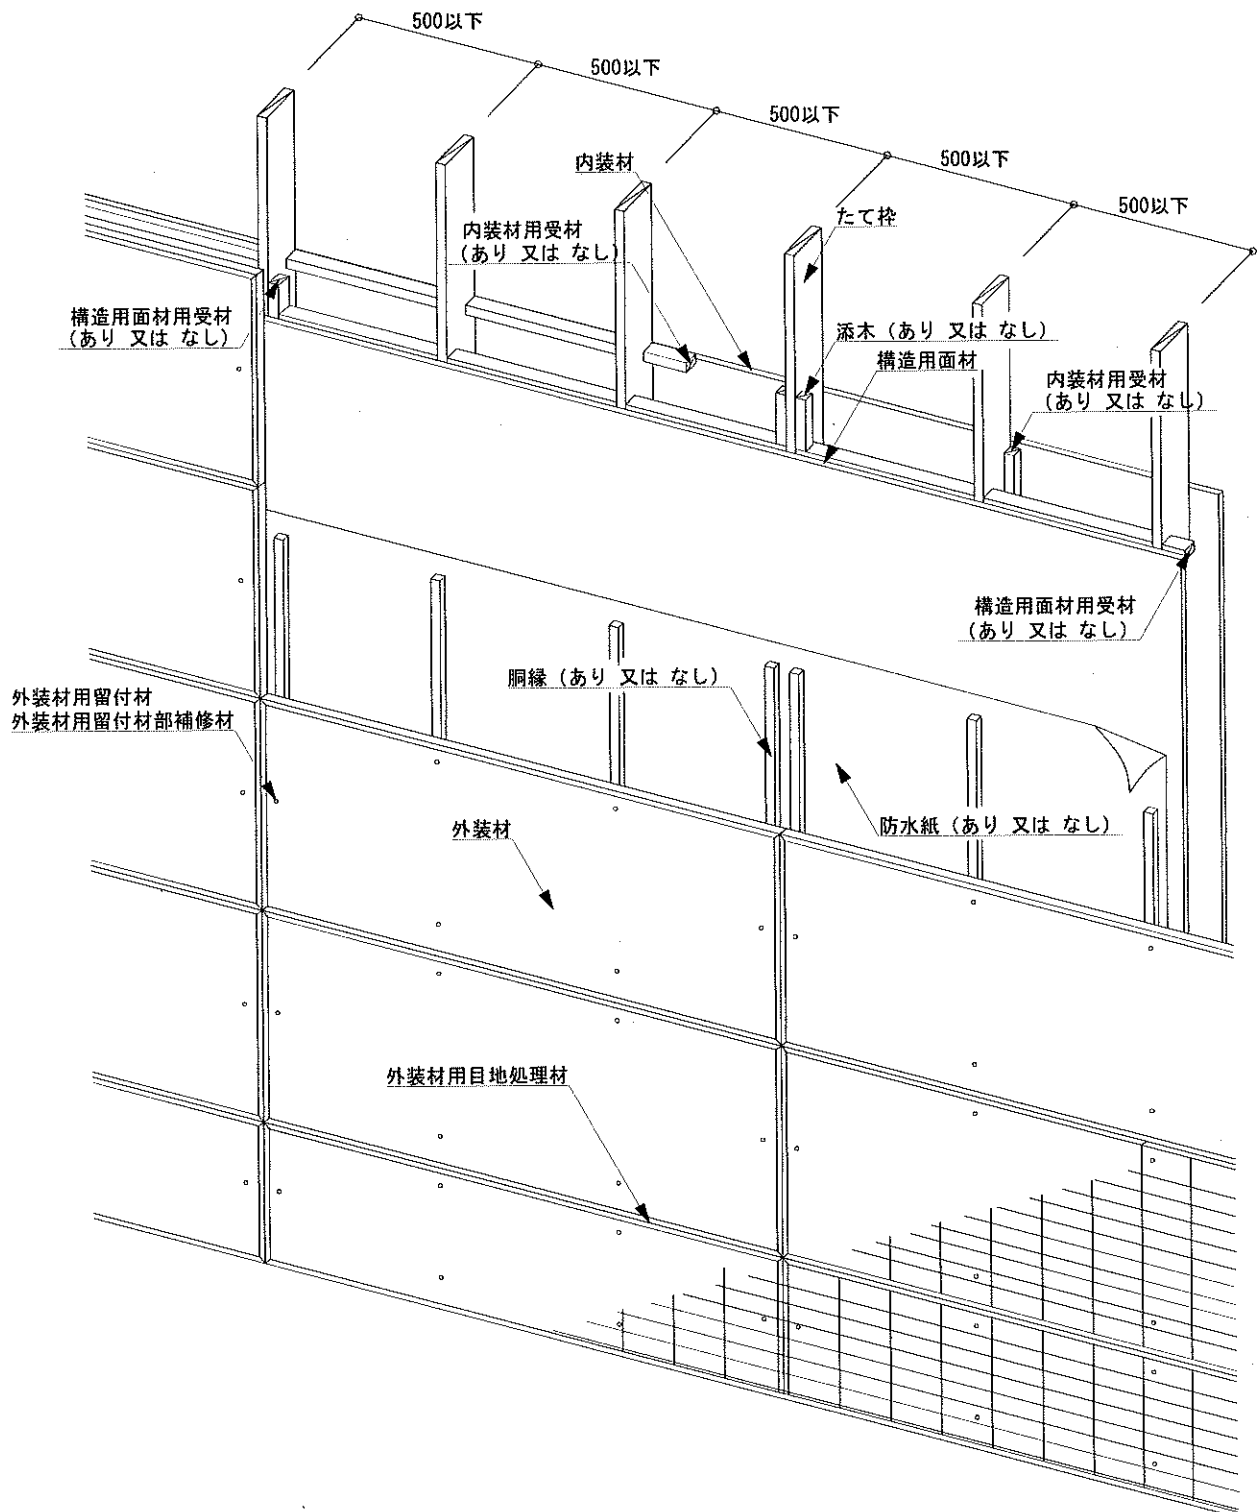 500以下
500以下
500以下
500以下
500以下
内装材
たて枠
内装材用受材
(あり 又は なし)
構造用面材用受材
(あり 又は なし)
添木 (あり 又は なし)
構造用面材
内装材用受材
(あり 又は なし)
構造用面材用受材
(あり 又は なし)
胴縁 (あり 又は なし)
外装材用留付材
外装材用留付材部補修材
防水紙 (あり 又は なし)
外装材
外装材用目地処理材